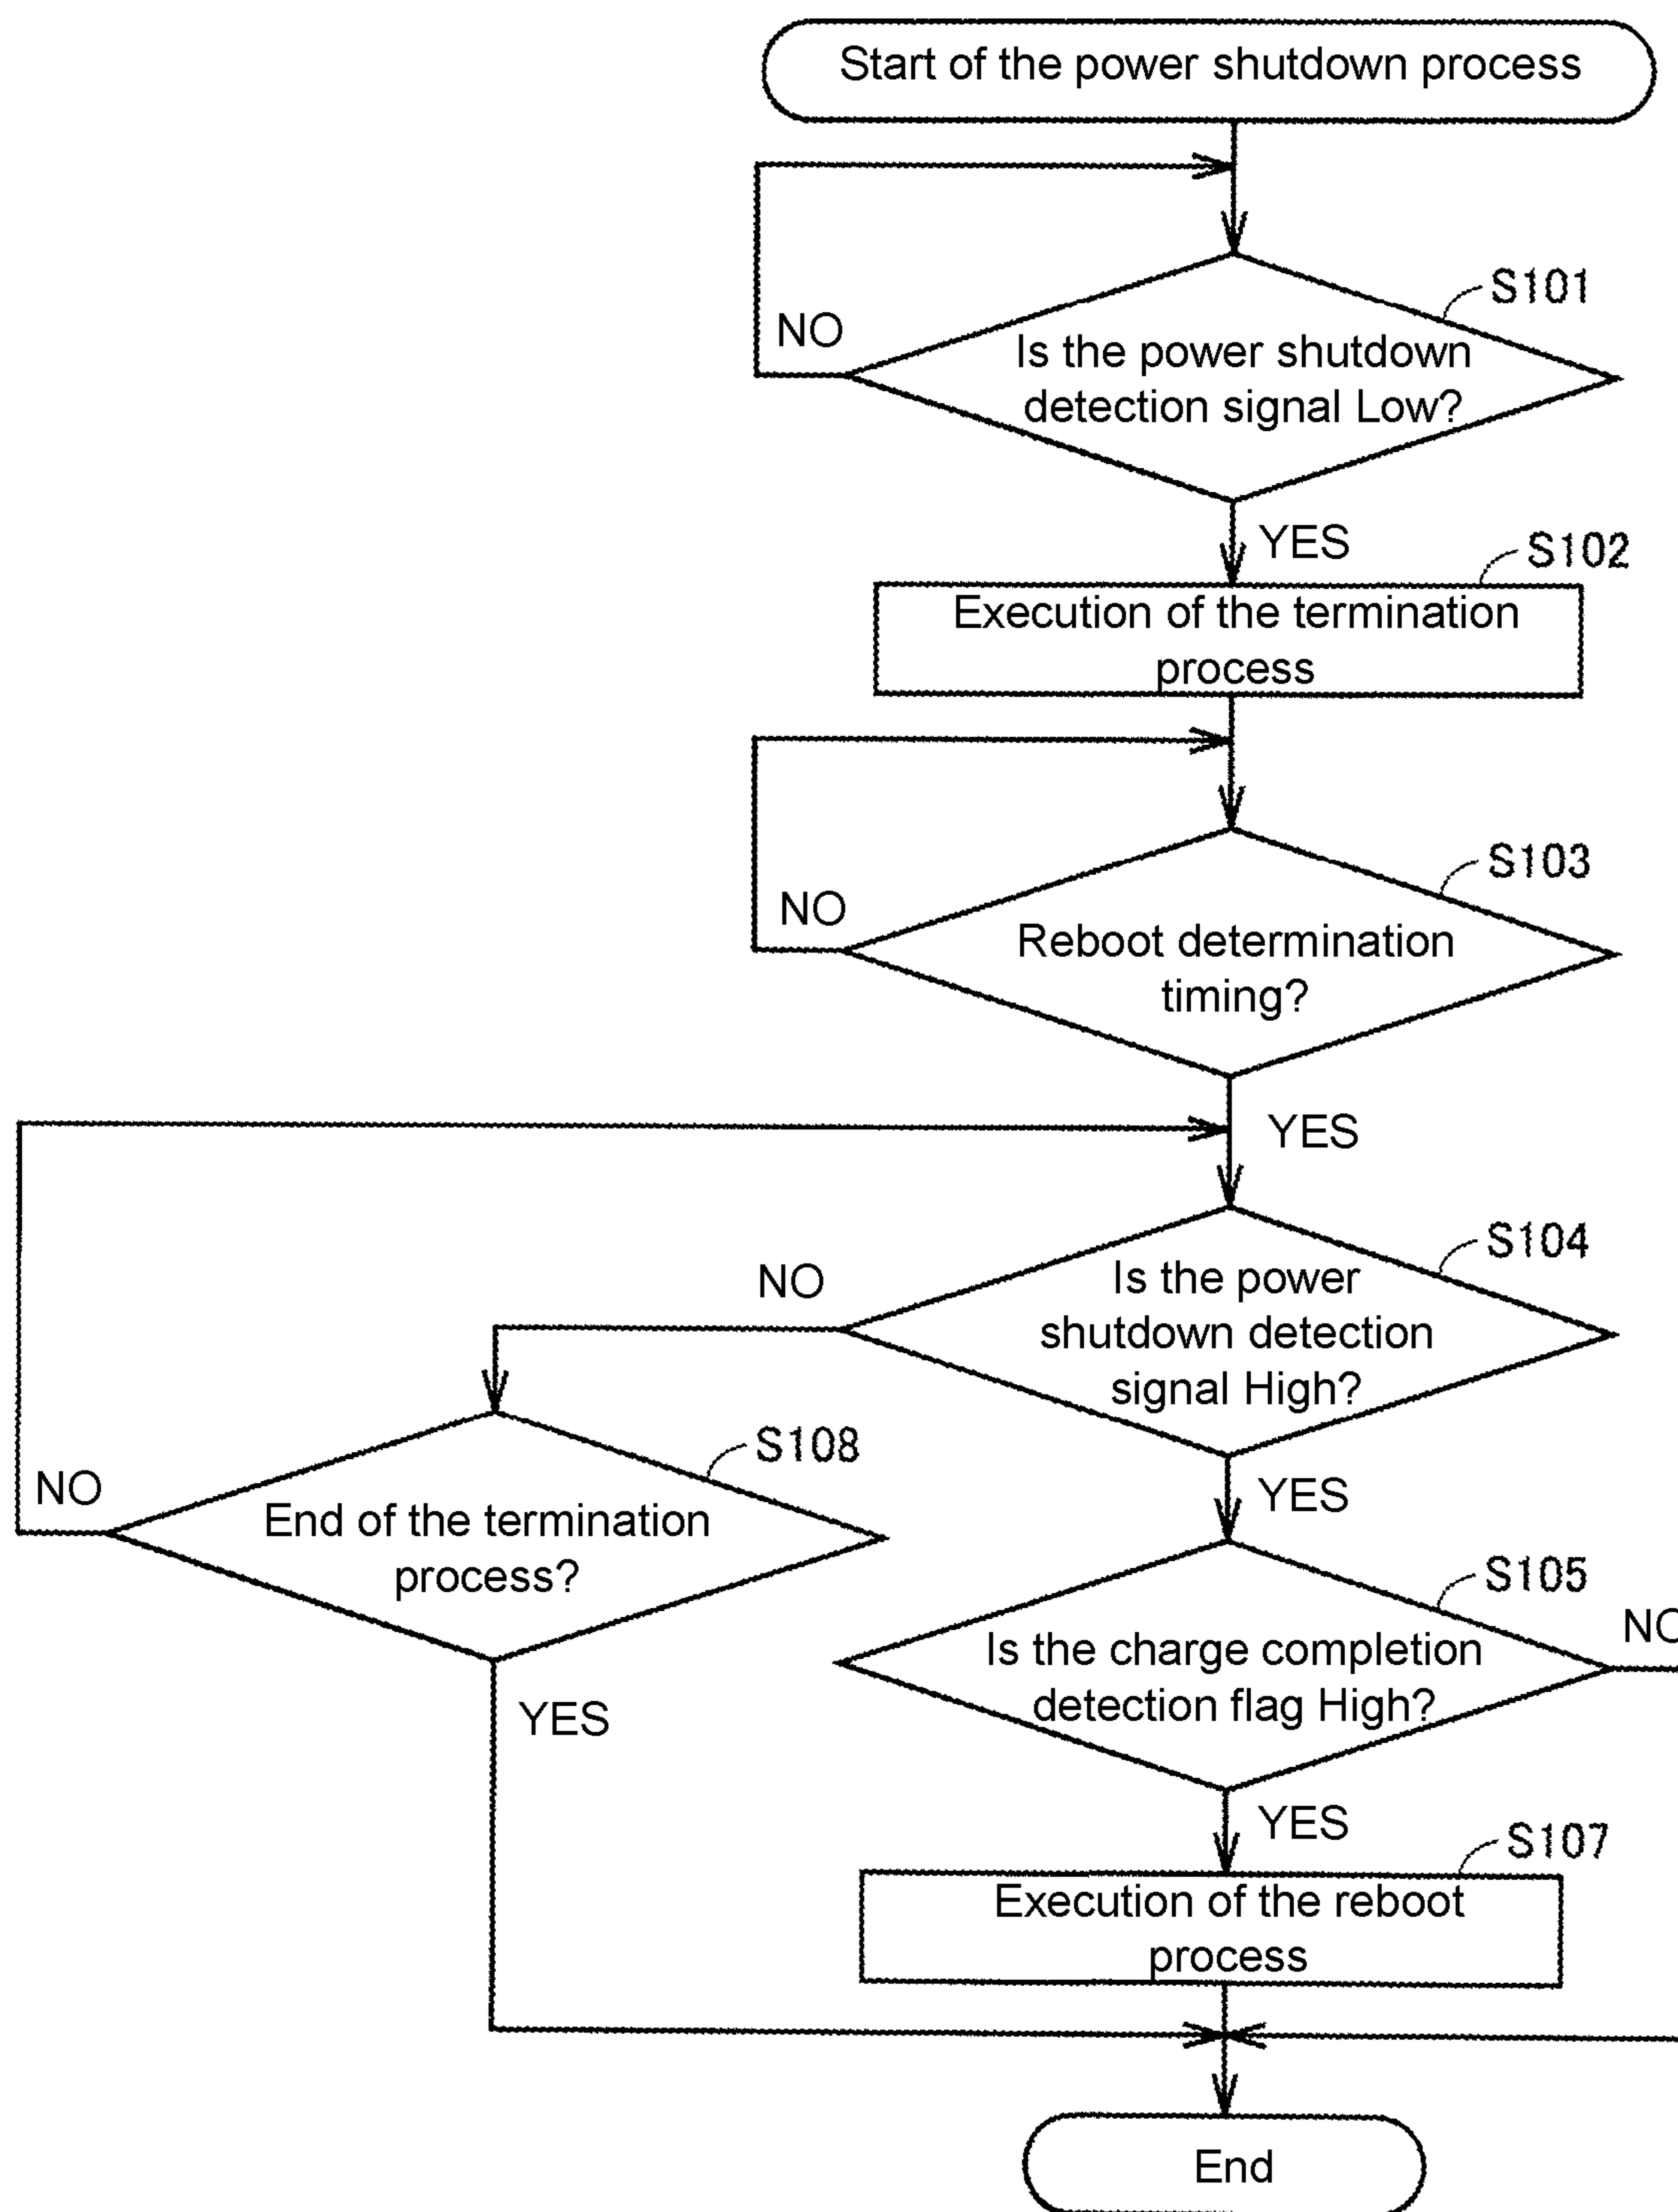 Start of the power shutdown process
S101
NO
Is the power shutdown
detection signal Low?
YES
S102
Execution of the termination
process
S103
NO
Reboot determination
timing?
YES
S104
NO
Is the power
shutdown detection
signal High?
S108
NO
End of the termination
process?
YES
YES
S105
NO
Is the charge completion
detection flag High?
YES
S107
Execution of the reboot
process
End